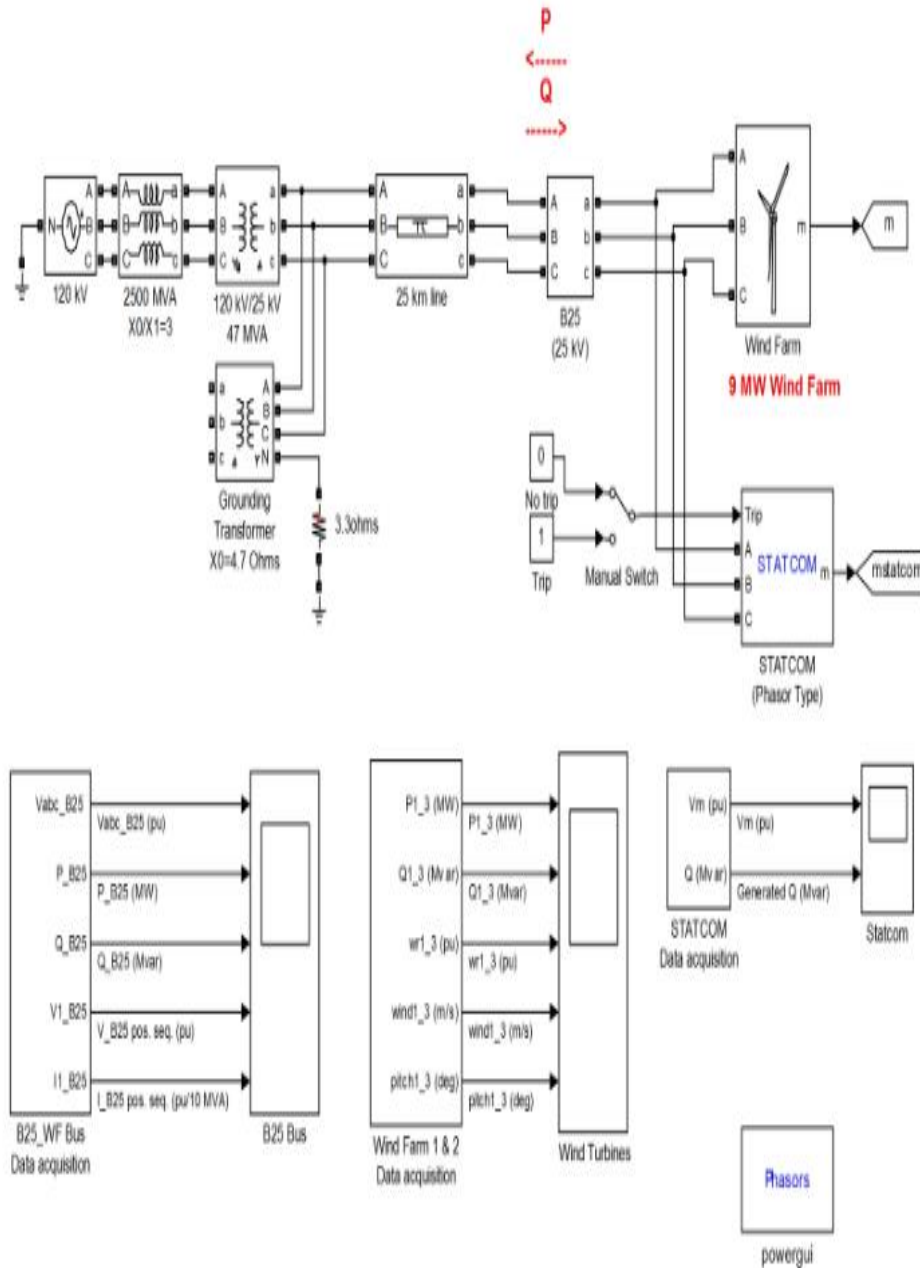 P
<------
Q
------>
A
B
C
N
A
B
C
120 kV
A
B
C
a
b
c
2500 MVA
X0/X1=3
A
B
C
a
b
c
120 kV/25 kV
47 MVA
A
B
C
a
b
c
25 km line
A
B
C
a
b
c
B25
(25 kV)
A
B
C
m
Wind Farm
9 MW Wind Farm
m
a
b
c
A
B
C
N
Grounding
Transformer
X0=4.7 Ohms
3.3ohms
0
No trip
1
Trip
Manual Switch
Trip
A
B
C
STATCOM
m
STATCOM
(Phasor Type)
mstatcom
Vabc_B25
P_B25
Q_B25
V1_B25
I1_B25
Vabc_B25 (pu)
P_B25 (MW)
Q_B25 (Mvar)
V_B25 pos. seq. (pu)
I_B25 pos. seq. (pu/10 MVA)
B25_WF Bus
Data acquisition
B25 Bus
P1_3 (MW)
Q1_3 (Mvar)
wr1_3 (pu)
wind1_3 (m/s)
pitch1_3 (deg)
P1_3 (MW)
Q1_3 (Mvar)
wr1_3 (pu)
wind1_3 (m/s)
pitch1_3 (deg)
Wind Farm 1 & 2
Data acquisition
Wind Turbines
Vm (pu)
Q (Mvar)
Vm (pu)
Generated Q (Mvar)
STATCOM
Data acquisition
Statcom
Phasors
powergui